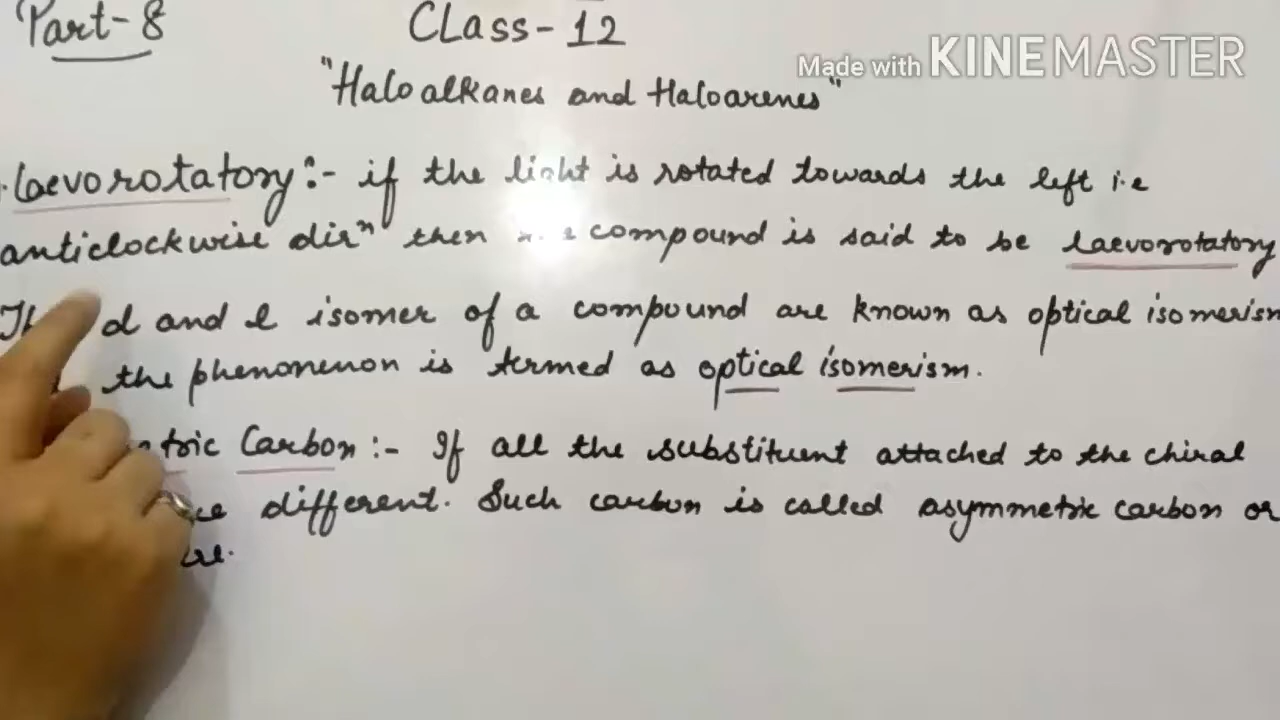 Part-8
CLass-12
Made with KINEMASTER
"Haloalkanes and Haloarenes"
Laevorotatory:- if the light is rotated towards the left i.e
anticlockwise dirⁿ then compound is said to be laevorotatory
d and l isomer of a compound are known as optical isomerism
the phenomenon is termed as optical isomerism.
Carbon:- If all the substituent attached to the chiral
different. Such carbon is called asymmetric carbon or